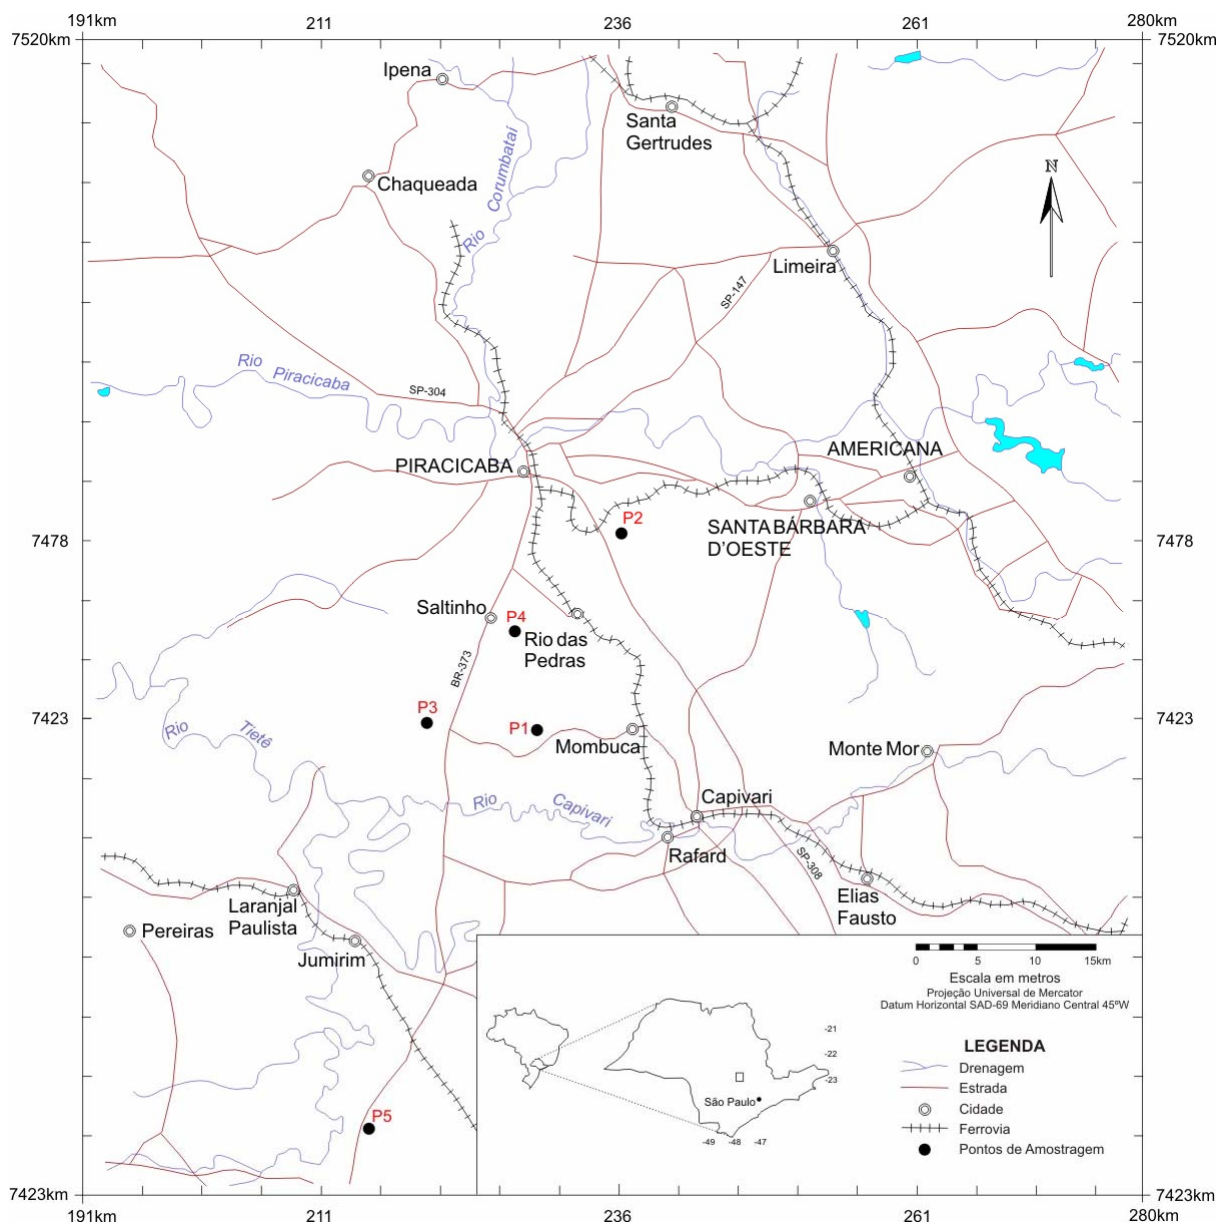 191km
211
236
261
280km
7520km
7520km
Ipena
Santa
Gertrudes
Rio Corumbataí
Chaqueada
N
Limeira
SP-147
Rio Piracicaba
SP-304
AMERICANA
PIRACICABA
P2
SANTA BÁRBARA
D'OESTE
7478
7478
Saltinho
P4
Rio das
Pedras
BR-373
P3
P1
7423
7423
Rio Tietê
Mombuca
Monte Mor
Rio Capivari
Capivari
Rafard
SP-308
Elias
Fausto
Laranjal
Paulista
Pereiras
Jumirim
0 5 10 15km
Escala em metros
Projeção Universal de Mercator
Datum Horizontal SAD-69 Meridiano Central 45ºW
-21
-22
-23
São Paulo
-49 -48 -47
LEGENDA
Drenagem
Estrada
Cidade
Ferrovia
Pontos de Amostragem
P5
7423km
7423km
191km
211
236
261
280km